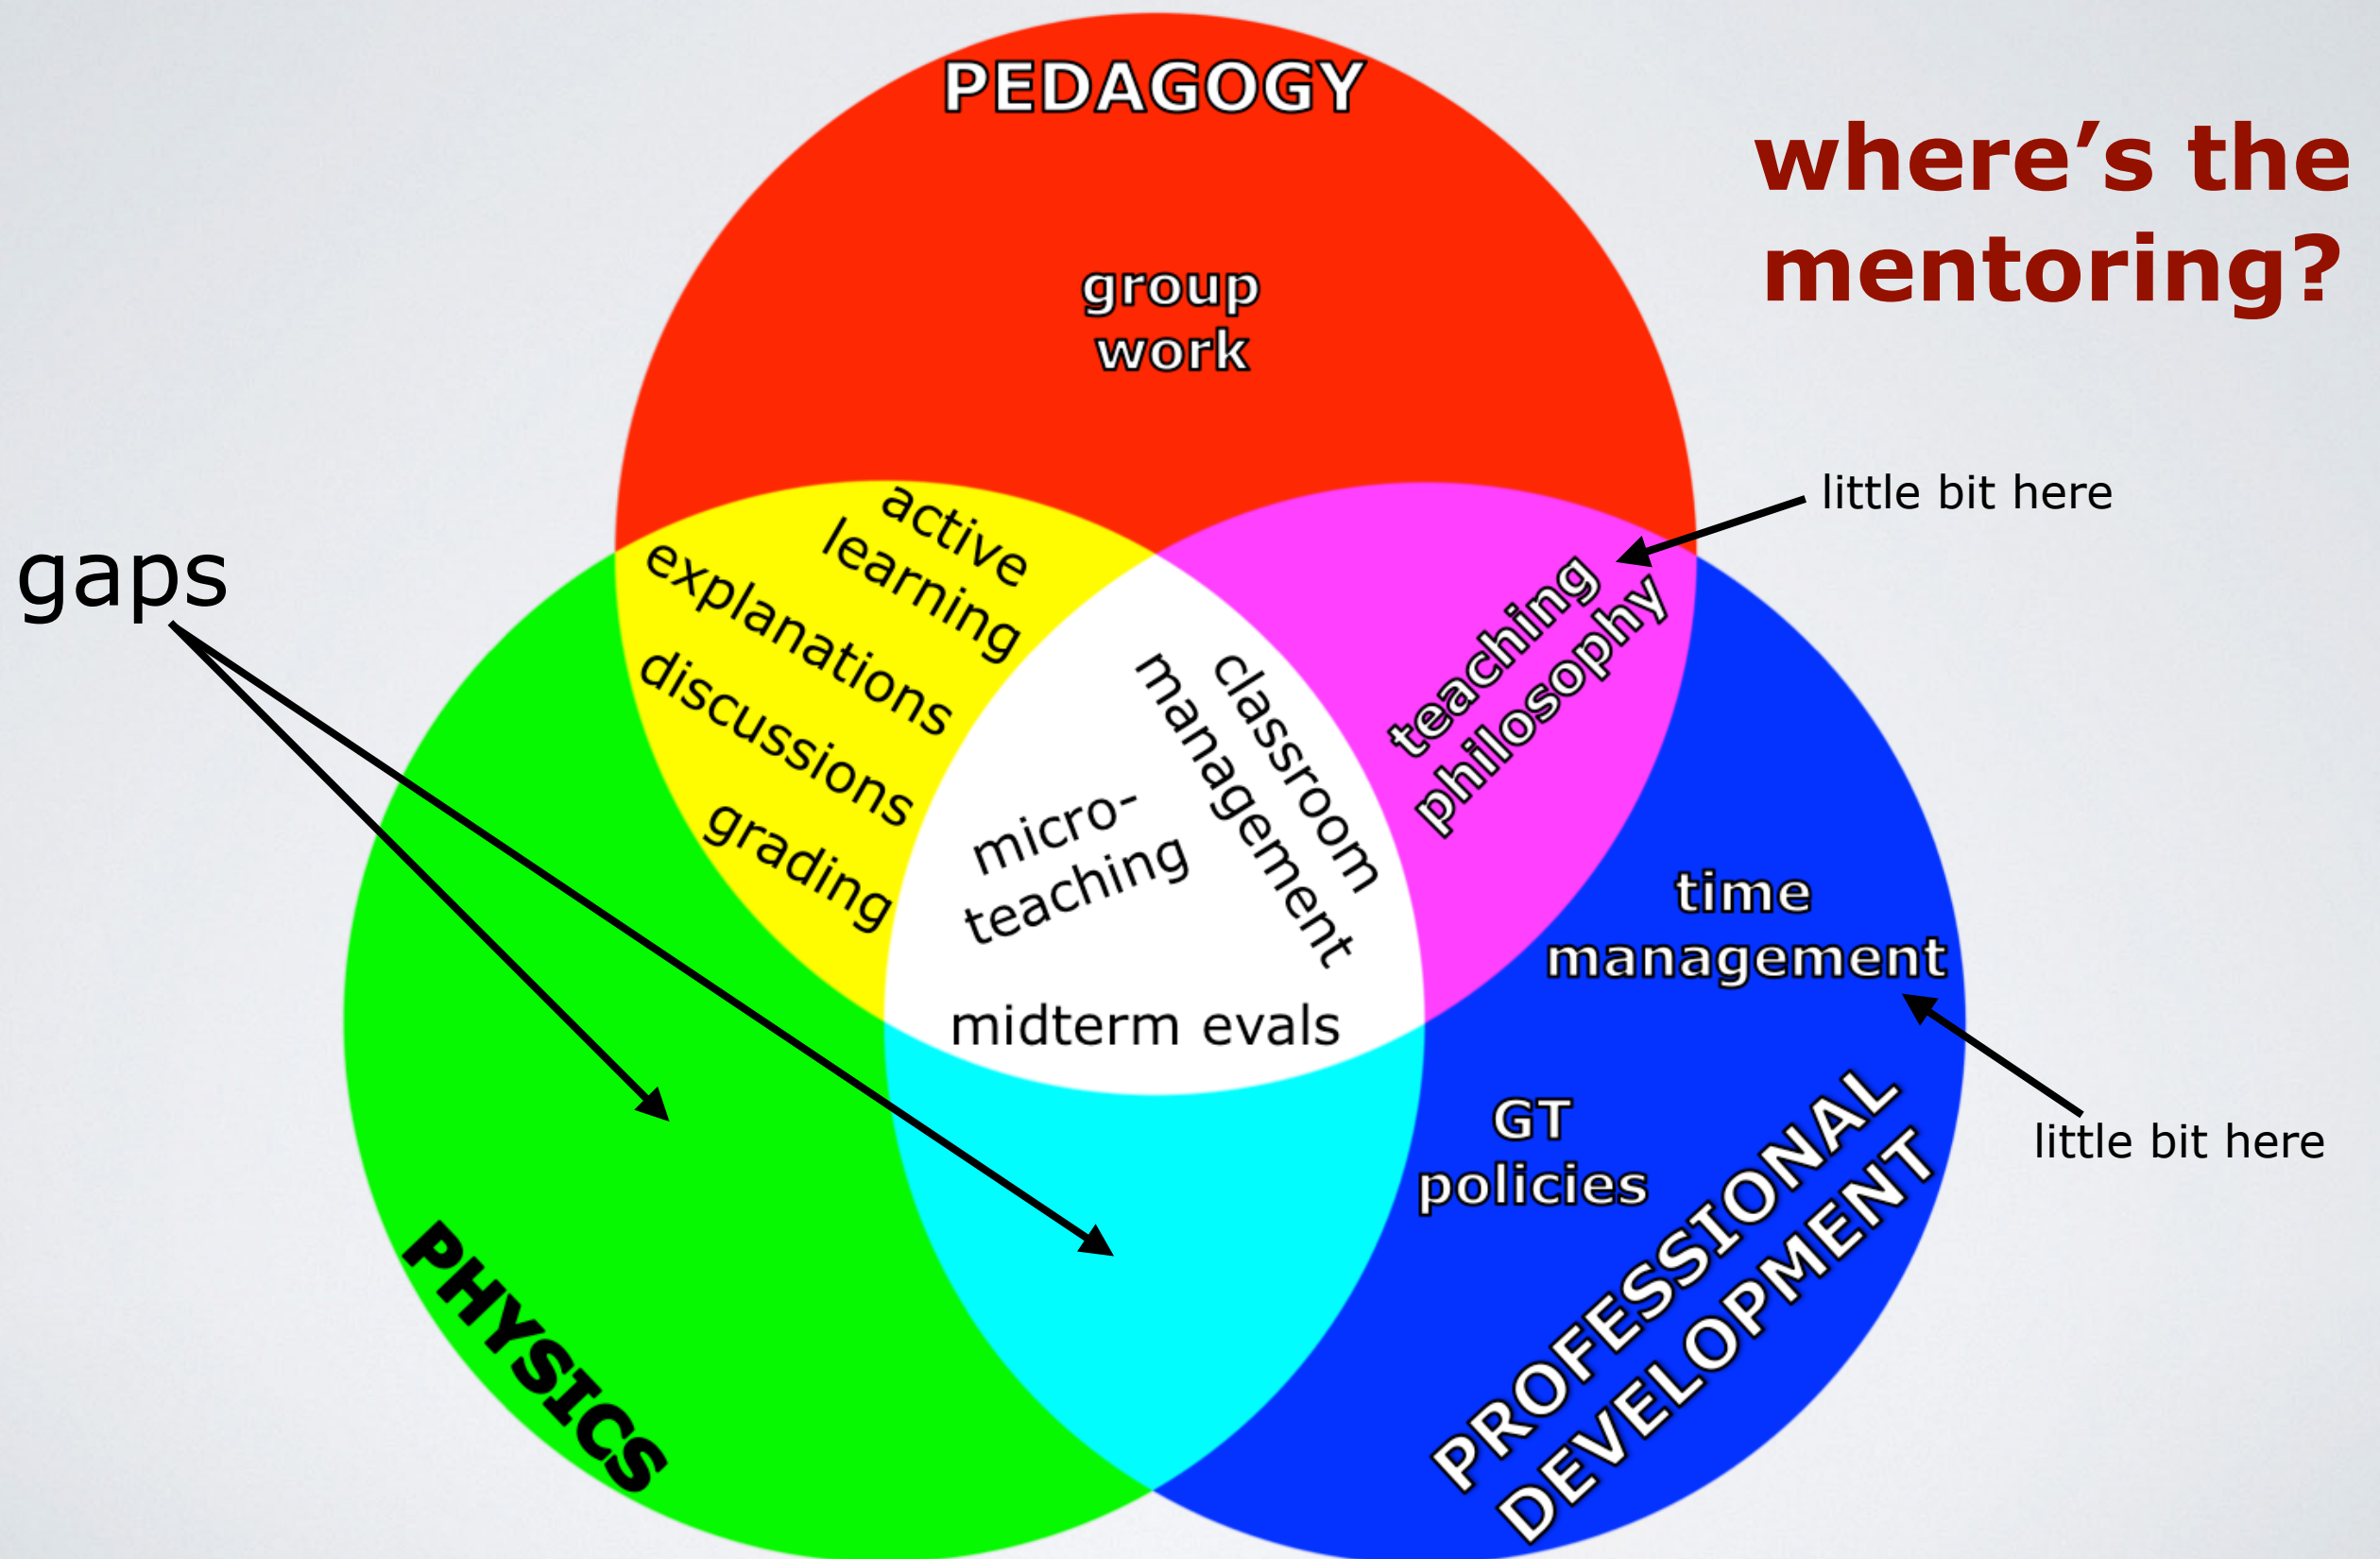 PEDAGOGY
where’s the
mentoring?
group
work
little bit here
gaps
active
learning
explanations
discussions
grading
teaching
philosophy
classroom
management
micro-
teaching
midterm evals
time
management
GT
policies
little bit here
PHYSICS
PROFESSIONAL
DEVELOPMENT